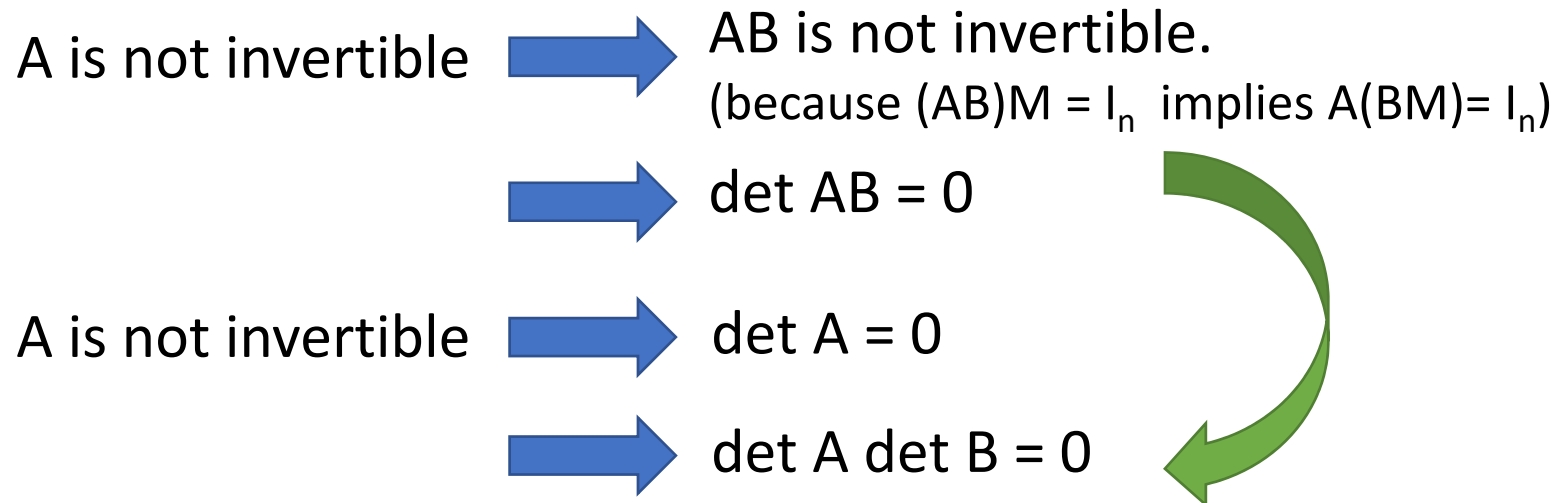 A is not invertible
AB is not invertible.
(because (AB)M = Iₙ implies A(BM)= Iₙ)
det AB = 0
A is not invertible
det A = 0
det A det B = 0